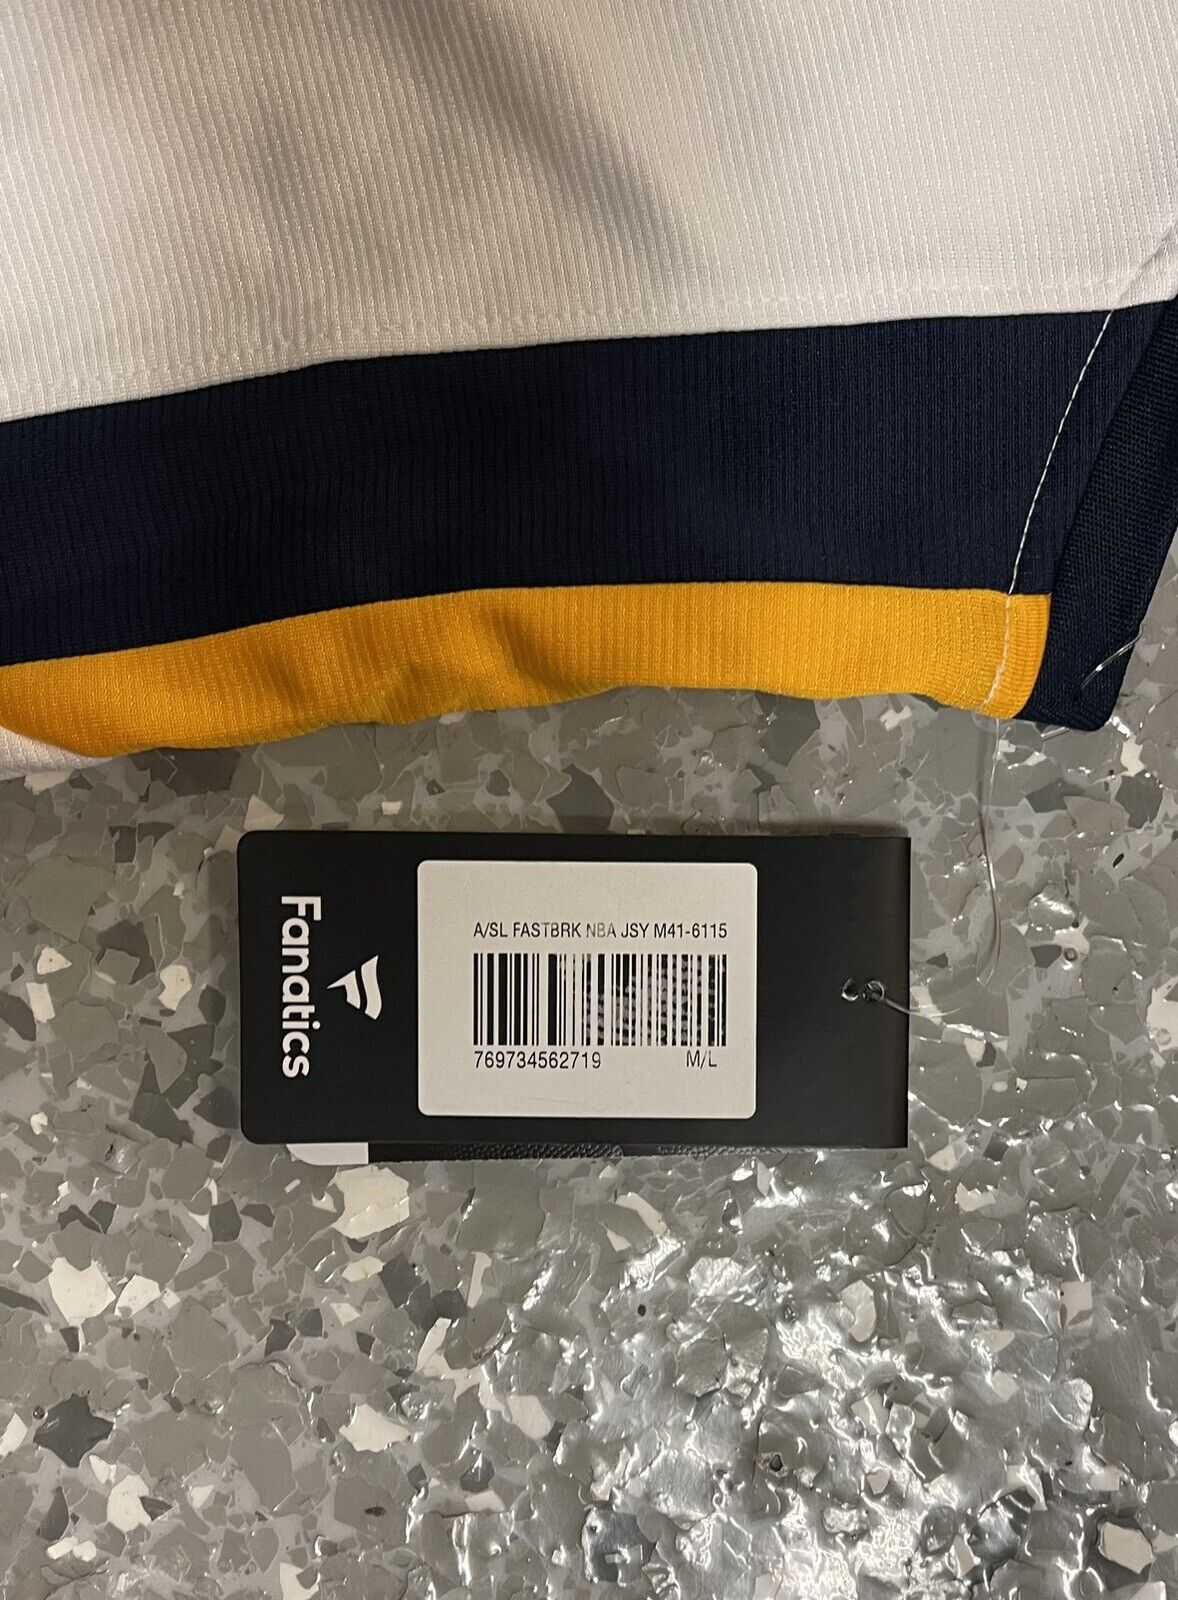 Fanatics
A/SL FASTBRK NBA JSY M41-6115
769734562719 M/L